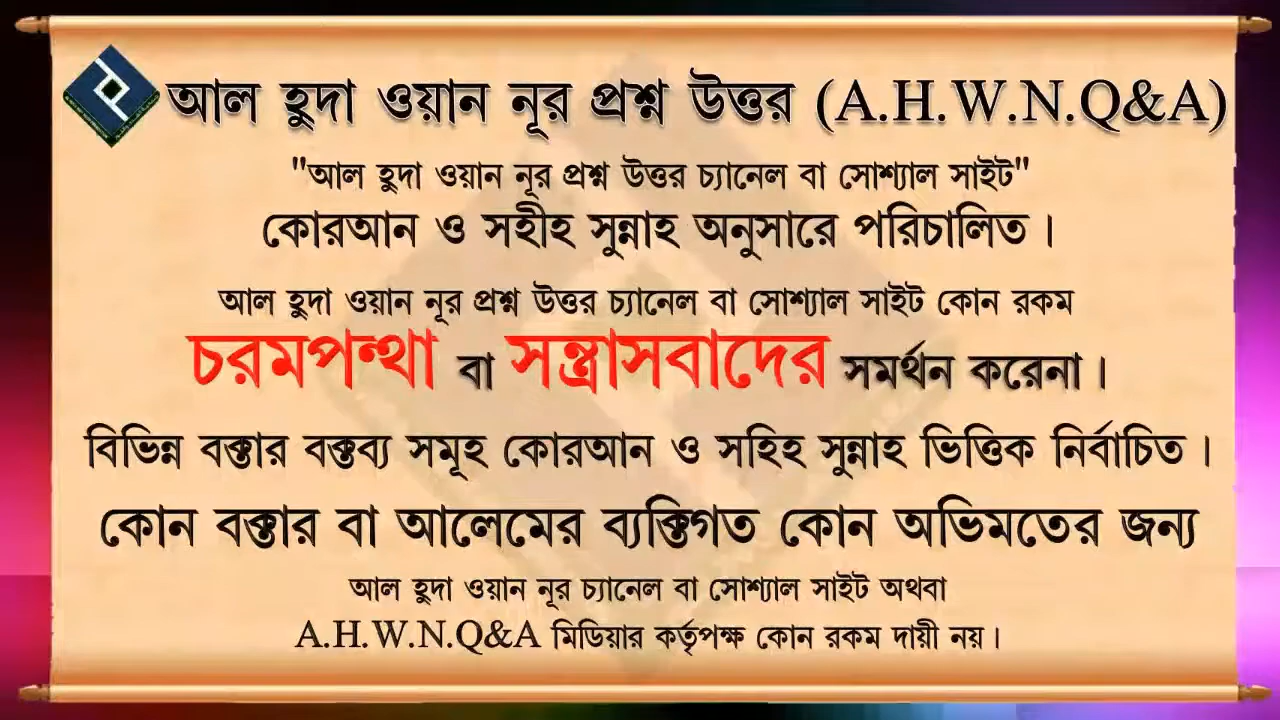 আল হুদা ওয়ান নূর প্রশ্ন উত্তর (A.H.W.N.Q&A)
"আল হুদা ওয়ান নূর প্রশ্ন উত্তর চ্যানেল বা সোশ্যাল সাইট"
কোরআন ও সহীহ সুন্নাহ অনুসারে পরিচালিত।
আল হুদা ওয়ান নূর প্রশ্ন উত্তর চ্যানেল বা সোশ্যাল সাইট কোন রকম
চরমপন্থা বা সন্ত্রাসবাদের সমর্থন করেনা।
বিভিন্ন বক্তার বক্তব্য সমূহ কোরআন ও সহিহ সুন্নাহ ভিত্তিক নির্বাচিত।
কোন বক্তার বা আলেমের ব্যক্তিগত কোন অভিমতের জন্য
আল হুদা ওয়ান নূর চ্যানেল বা সোশ্যাল সাইট অথবা
A.H.W.N.Q&A মিডিয়ার কর্তৃপক্ষ কোন রকম দায়ী নয়।